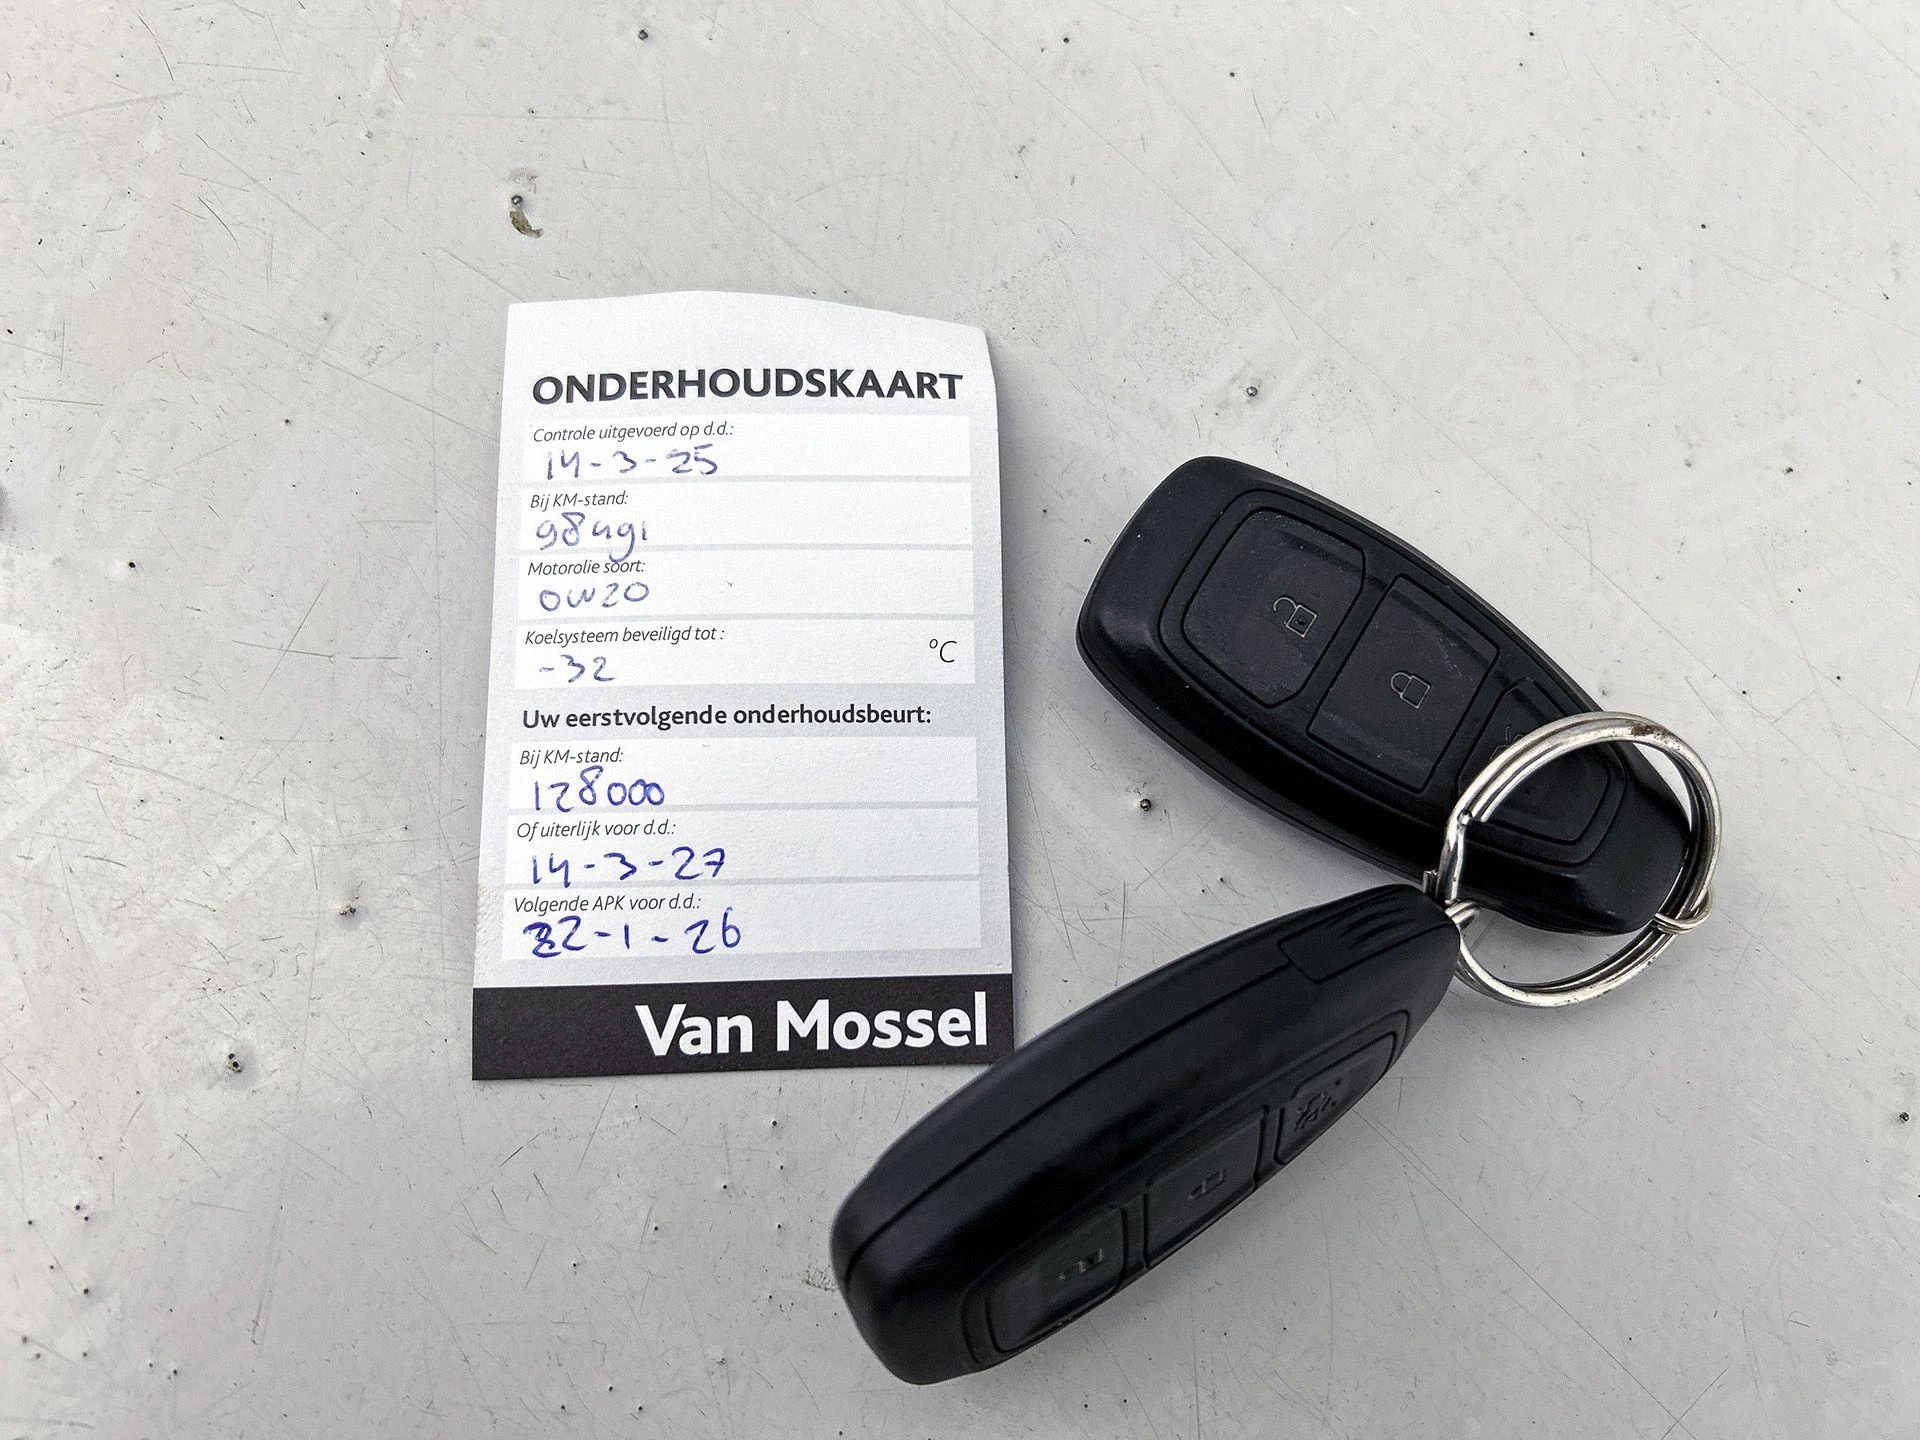 ONDERHOUDSKAART
Controle uitgevoerd op d.d.:
14-3-25
Bij KM-stand:
98491
Motorolie soort:
0W20
Koelsysteem beveiligd tot :
-32 °C
Uw eerstvolgende onderhoudsbeurt:
Bij KM-stand:
128000
Of uiterlijk voor d.d.:
14-3-27
Volgende APK voor d.d.:
22-1-26
Van Mossel